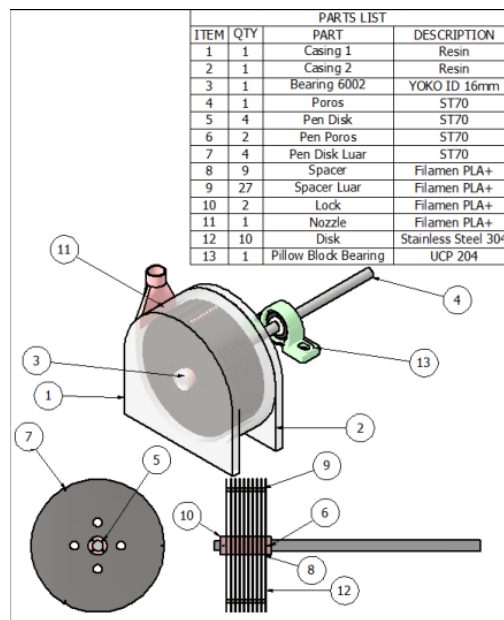 PARTS LIST
ITEM QTY PART DESCRIPTION
1 1 Casing 1 Resin
2 1 Casing 2 Resin
3 1 Bearing 6002 YOKO ID 16mm
4 1 Poros ST70
5 4 Pen Disk ST70
6 2 Pen Poros ST70
7 4 Pen Disk Luar ST70
8 9 Spacer Filamen PLA+
9 27 Spacer Luar Filamen PLA+
10 2 Lock Filamen PLA+
11 1 Nozzle Filamen PLA+
12 10 Disk Stainless Steel 304
13 1 Pillow Block Bearing UCP 204
11
4
3
13
1
2
7
5
9
10
6
8
12